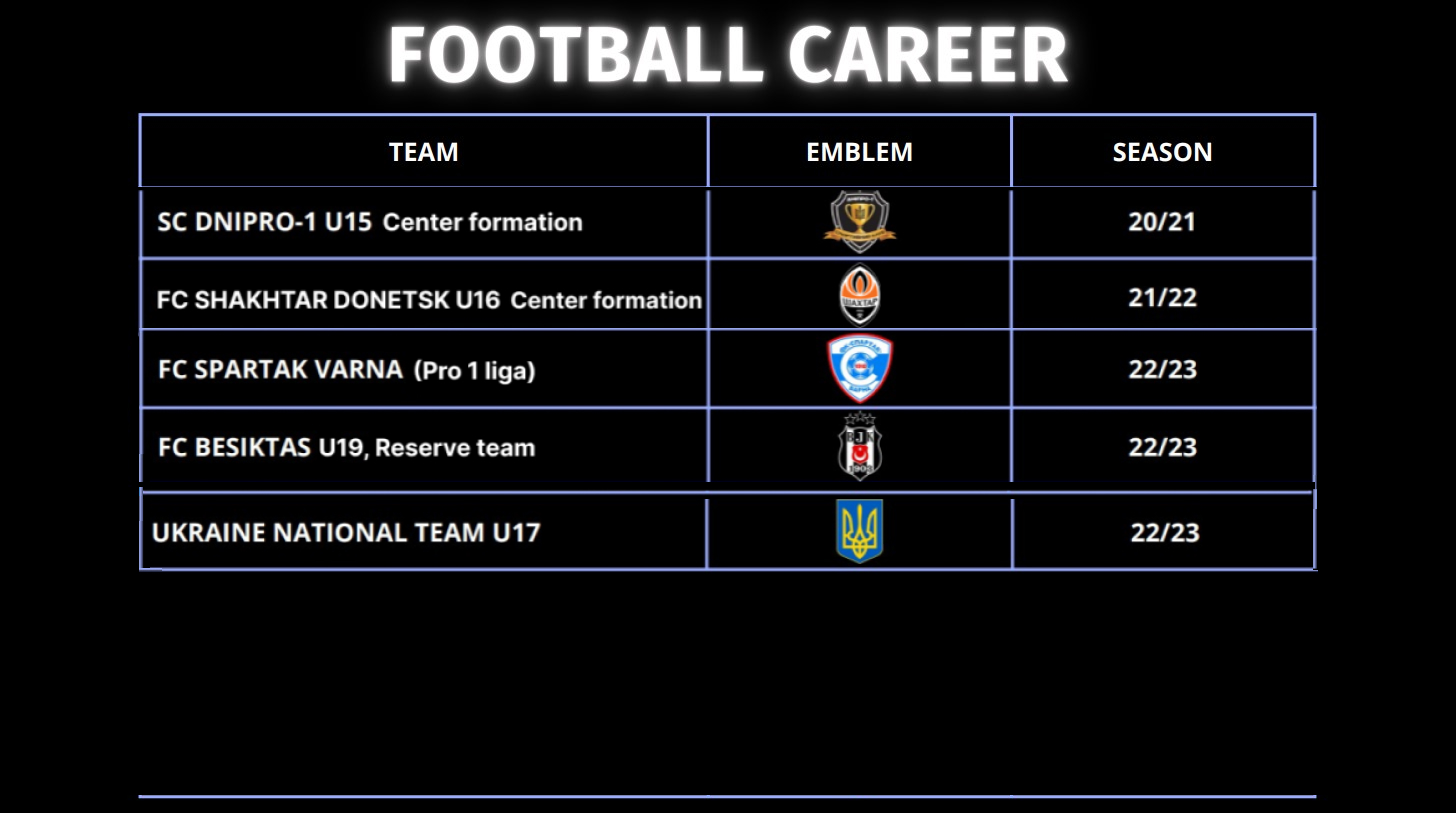 FOOTBALL CAREER
TEAM EMBLEM SEASON
SC DNIPRO-1 U15 Center formation 20/21
FC SHAKHTAR DONETSK U16 Center formation ШАХТАР 21/22
FC SPARTAK VARNA (Pro 1 liga) 22/23
FC BESIKTAS U19, Reserve team BJK 1903 22/23
UKRAINE NATIONAL TEAM U17 22/23